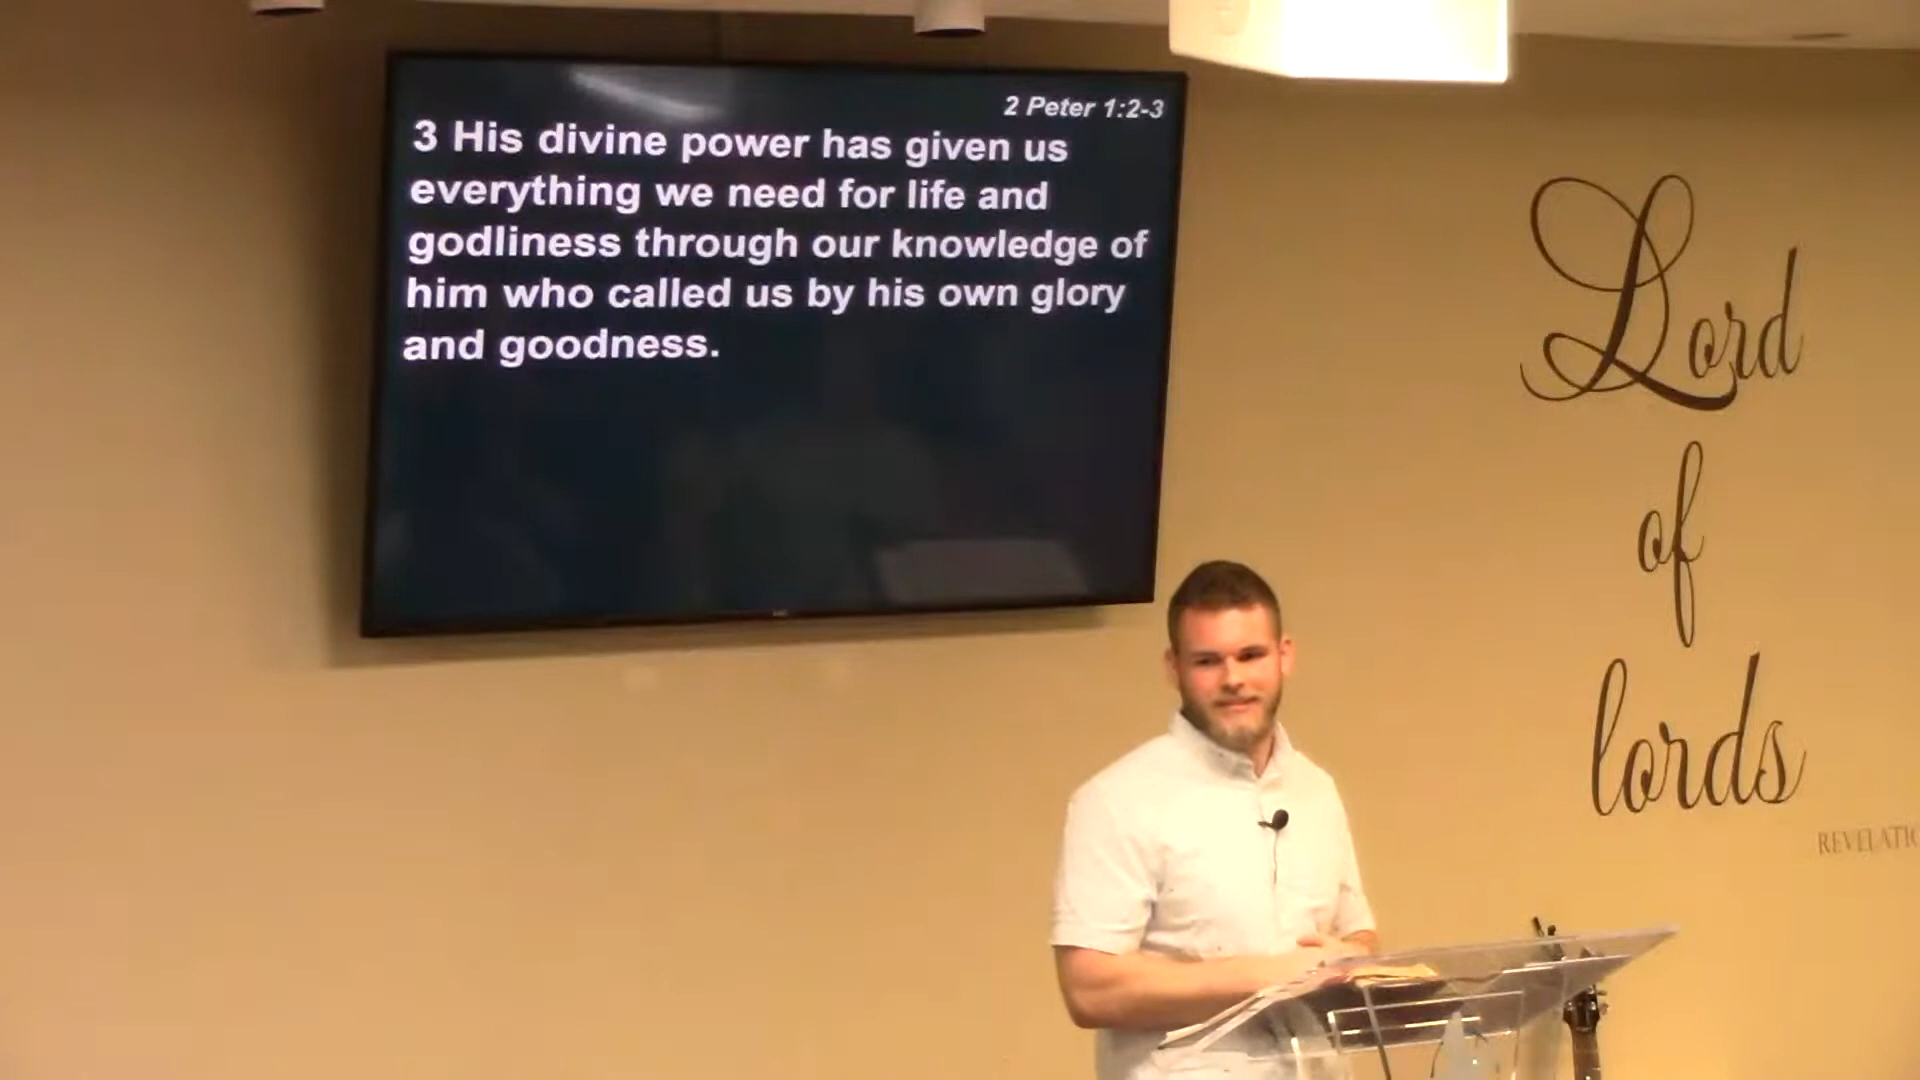 2 Peter 1:2-3
3 His divine power has given us
everything we need for life and
godliness through our knowledge of
him who called us by his own glory
and goodness.
Lord
of
lords